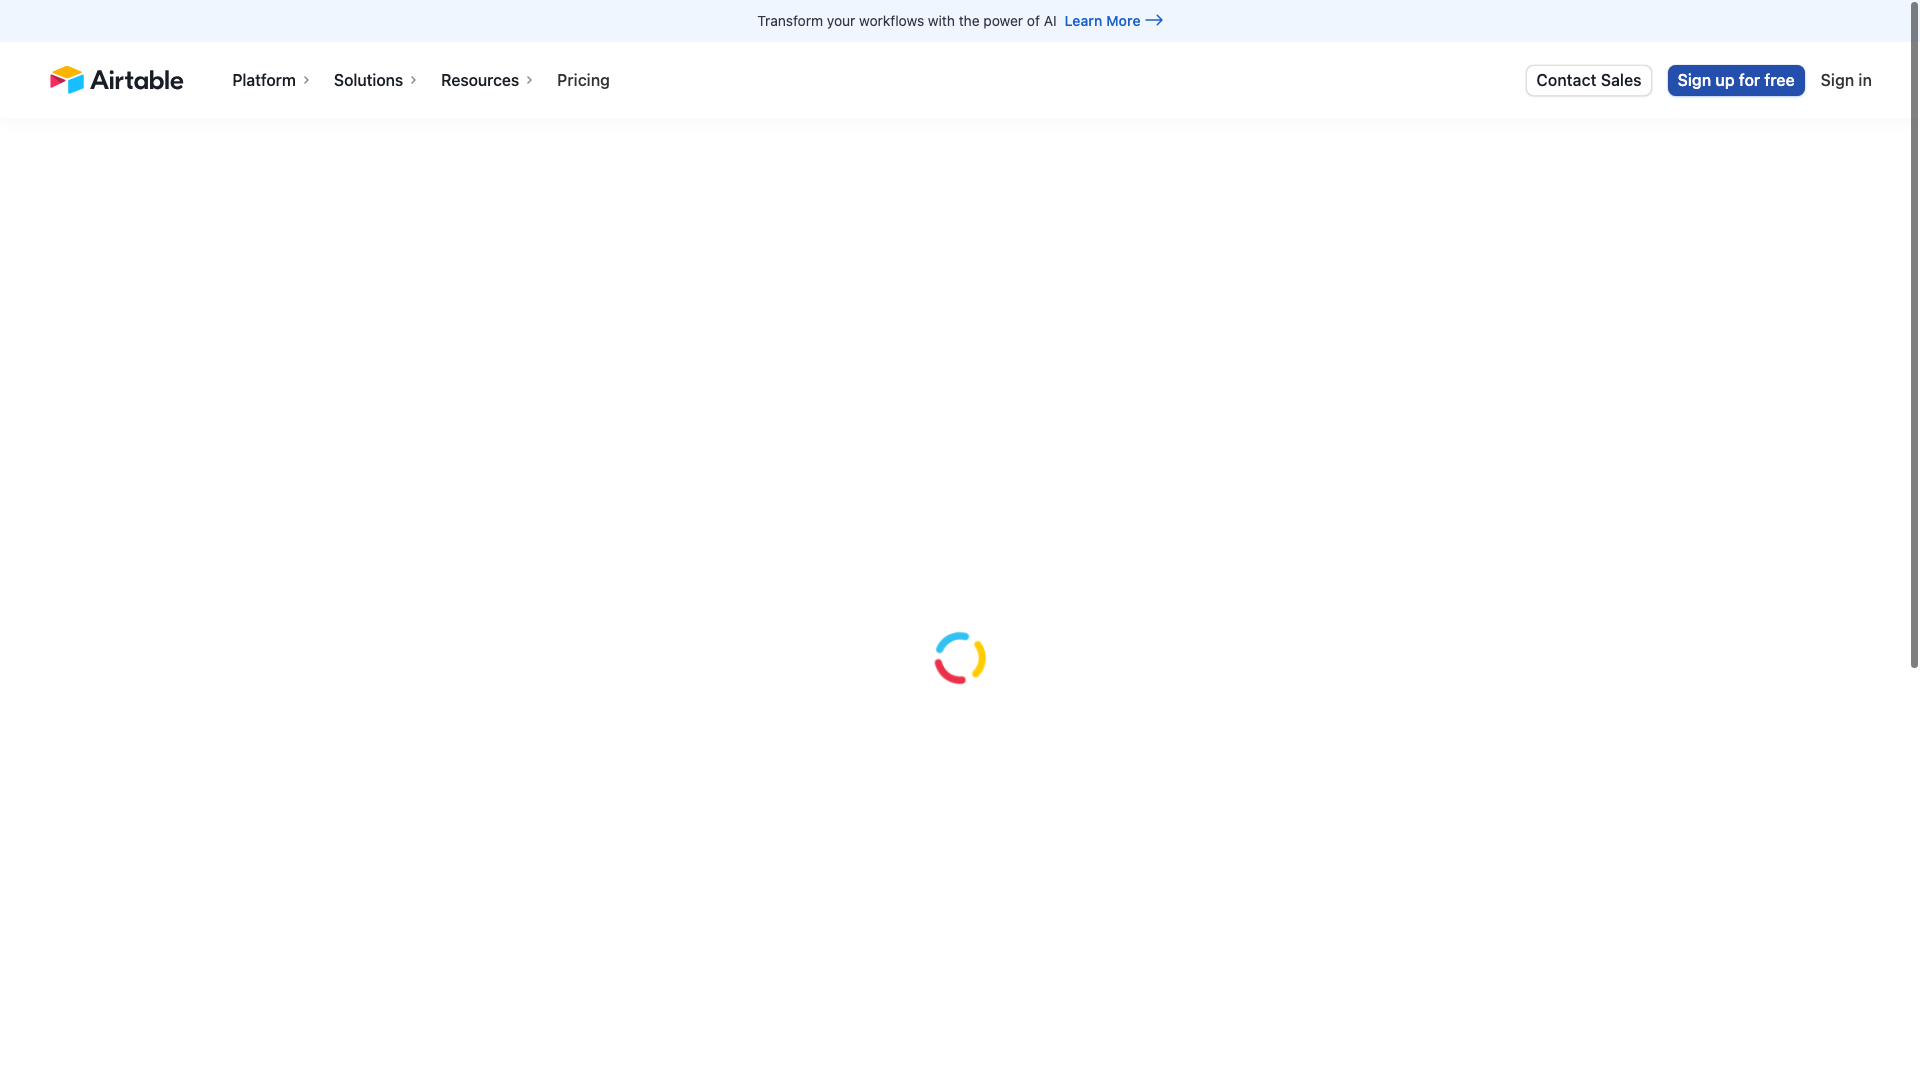 Transform your workflows with the power of AI Learn More
Airtable
Platform
Solutions
Resources
Pricing
Contact Sales
Sign up for free
Sign in